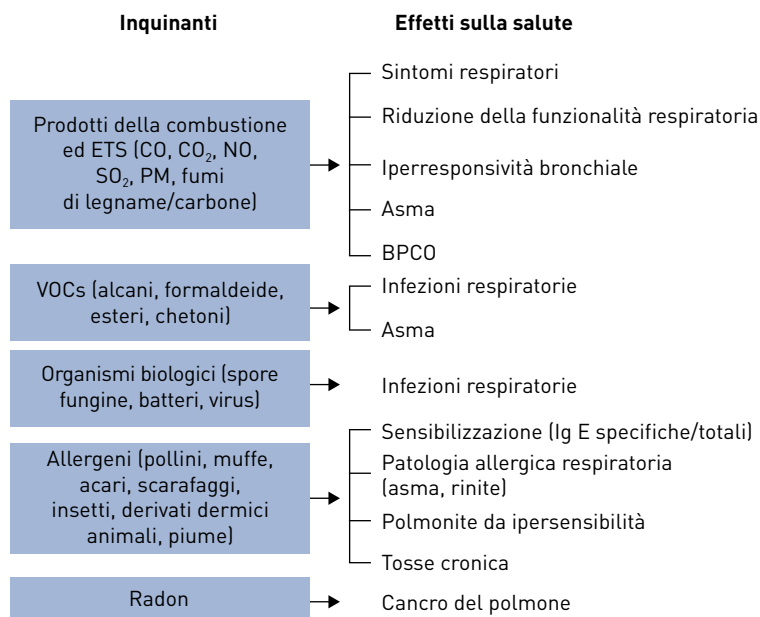 Inquinanti
Effetti sulla salute
Prodotti della combustione
ed ETS (CO, CO₂, NO,
SO₂, PM, fumi
di legname/carbone)
Sintomi respiratori
Riduzione della funzionalità respiratoria
Iperresponsività bronchiale
Asma
BPCO
VOCs (alcani, formaldeide,
esteri, chetoni)
Infezioni respiratorie
Asma
Organismi biologici (spore
fungine, batteri, virus)
Infezioni respiratorie
Allergeni (pollini, muffe,
acari, scarafaggi,
insetti, derivati dermici
animali, piume)
Sensibilizzazione (Ig E specifiche/totali)
Patologia allergica respiratoria
(asma, rinite)
Polmonite da ipersensibilità
Tosse cronica
Radon
Cancro del polmone